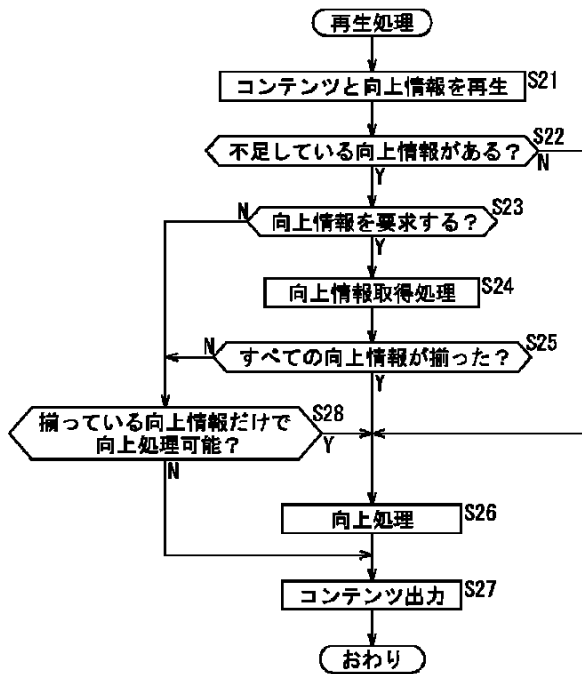 再生処理
コンテンツと向上情報を再生
S21
不足している向上情報がある?
S22
N
Y
向上情報を要求する?
S23
N
Y
向上情報取得処理
S24
すべての向上情報が揃った?
S25
N
Y
揃っている向上情報だけで
向上処理可能?
S28
Y
N
向上処理
S26
コンテンツ出力
S27
おわり